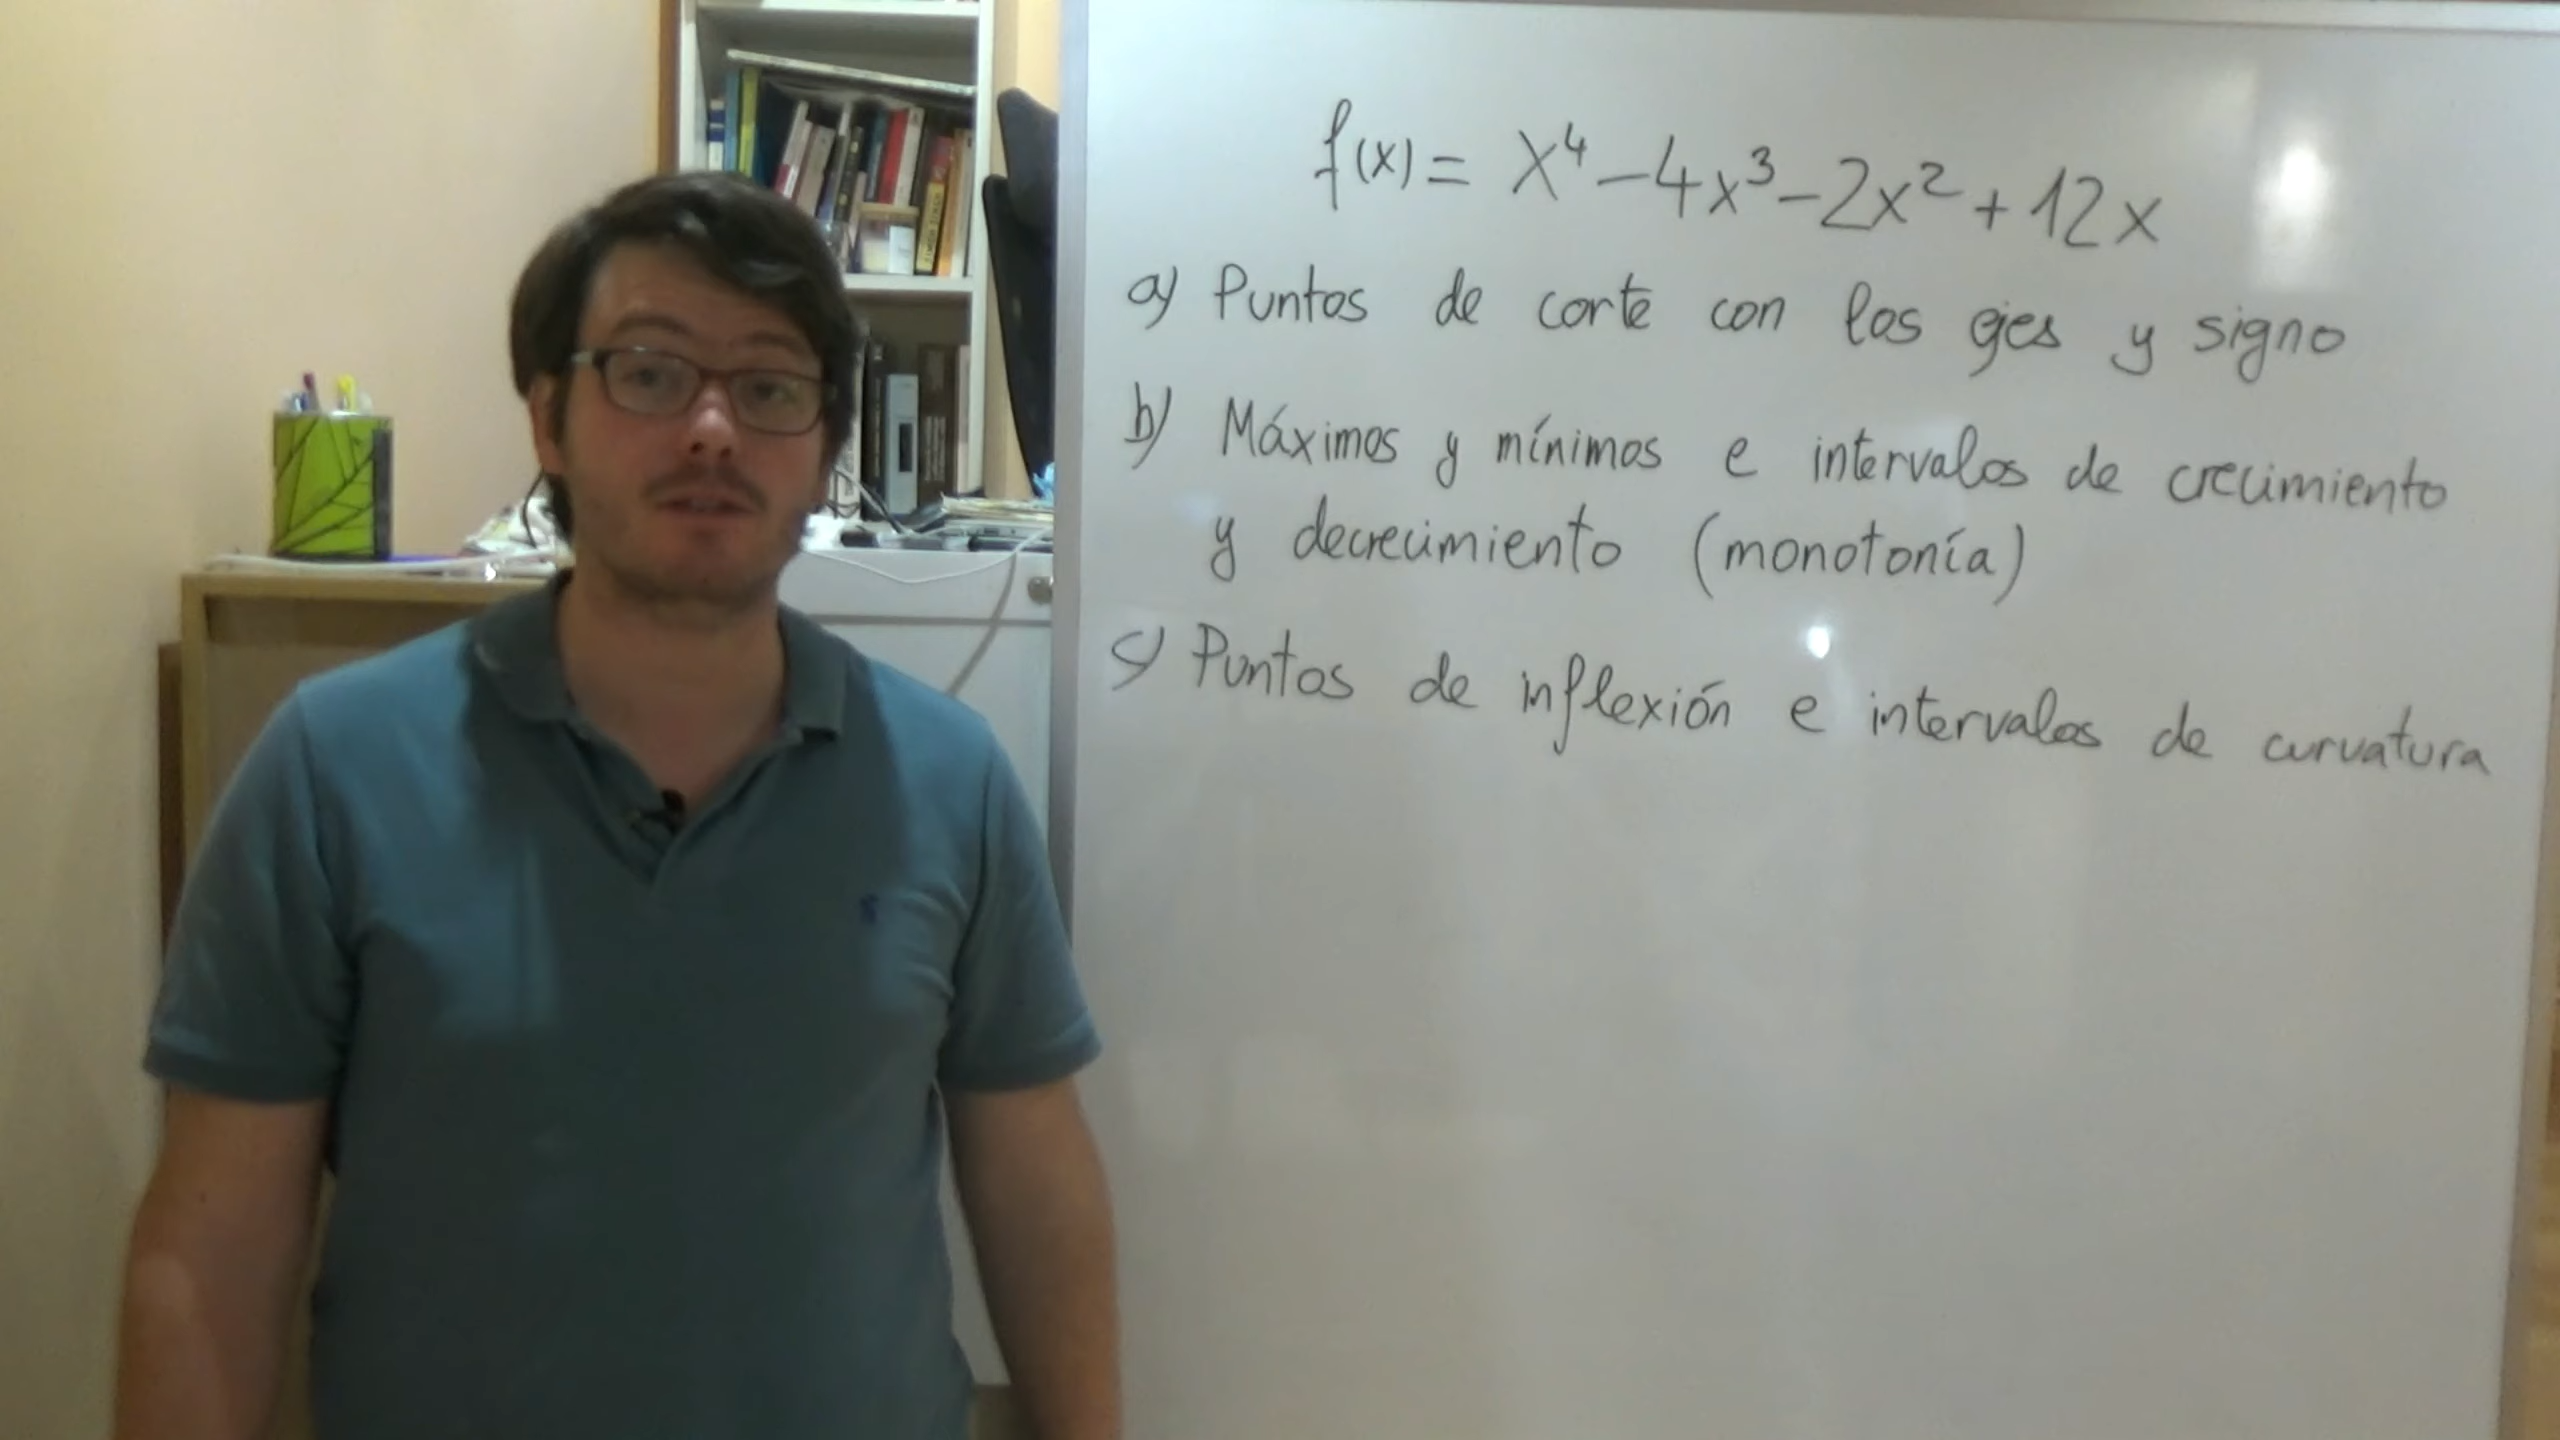 f(x) = x⁴ - 4x³ - 2x² + 12x
a) Puntos de corte con los ejes y signo
b) Máximos y mínimos e intervalos de crecimiento
y decrecimiento (monotonía)
c) Puntos de inflexión e intervalos de curvatura